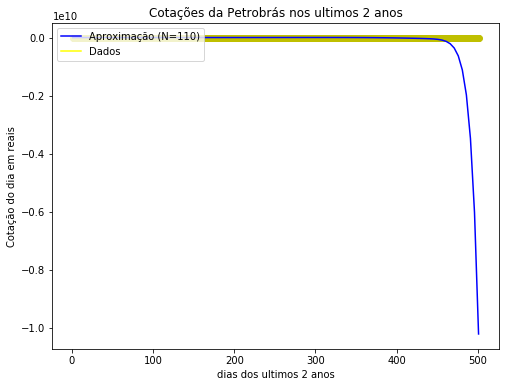 Cotações da Petrobrás nos ultimos 2 anos
1e10
Aproximação (N=110)
Dados
0.0
−0.2
−0.4
−0.6
−0.8
−1.0
Cotação do dia em reais
0 100 200 300 400 500
dias dos ultimos 2 anos